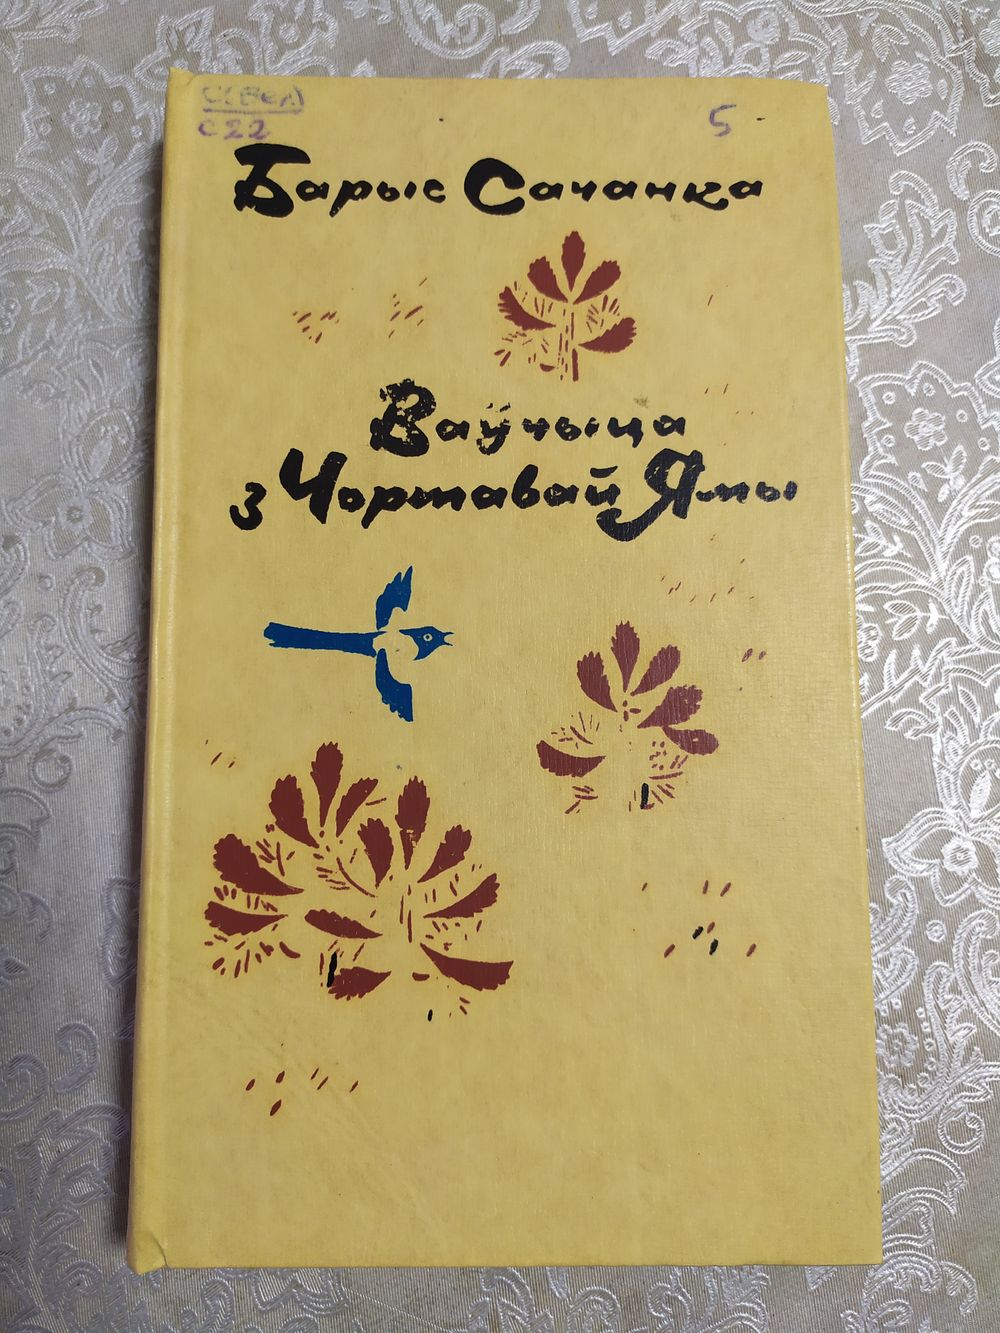 С(Бел)
С22
5
Барыс Сачанка
Ваўчыца
з Чортавай Ямы